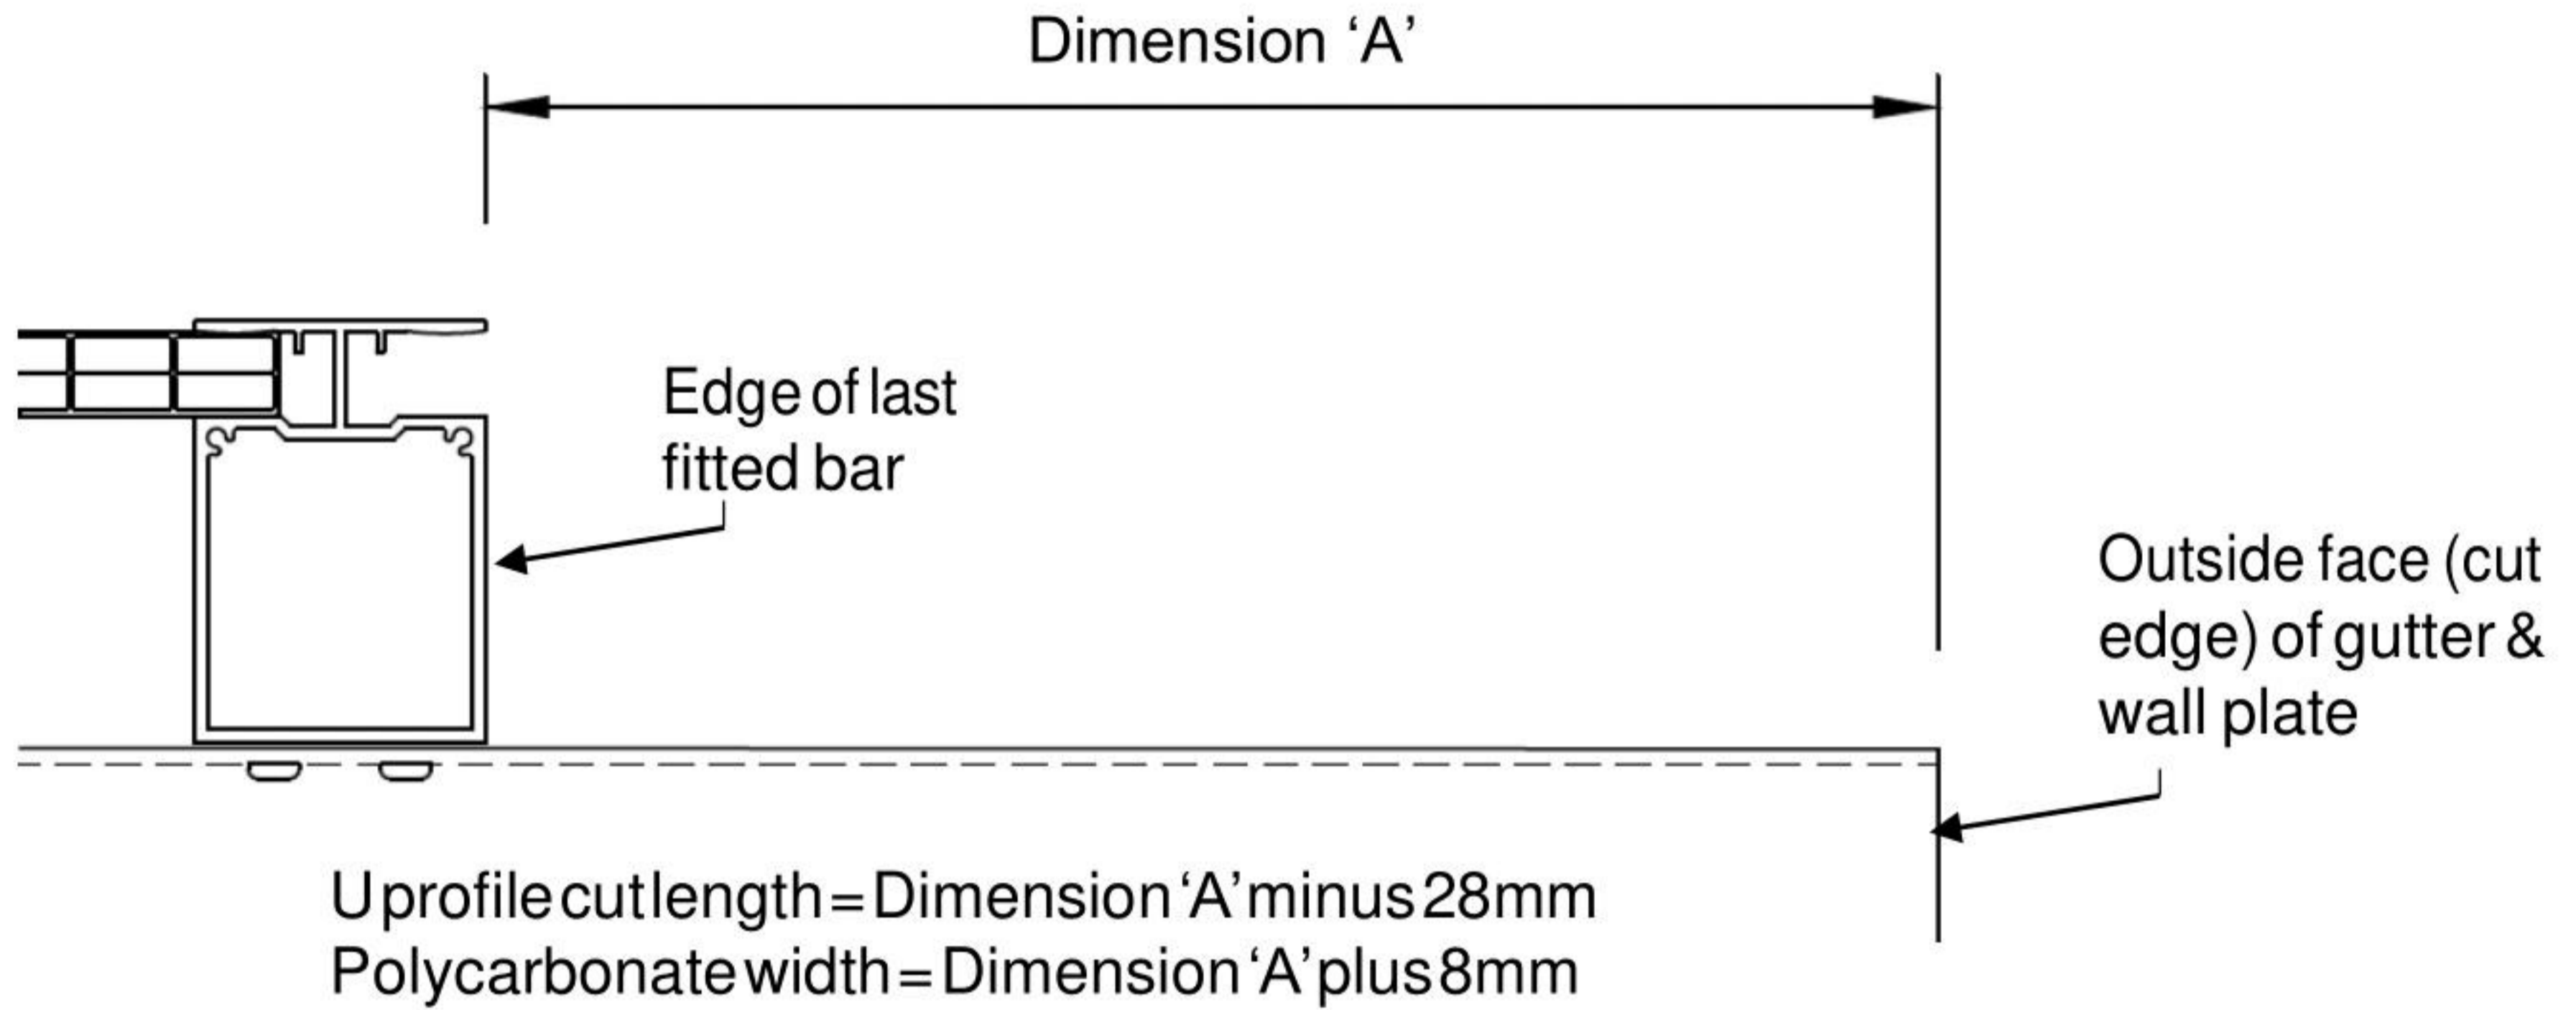 Dimension ‘A’
Edge of last
fitted bar
Outside face (cut
edge) of gutter &
wall plate
U profile cut length = Dimension ‘A’ minus 28mm
Polycarbonate width = Dimension ‘A’ plus 8mm